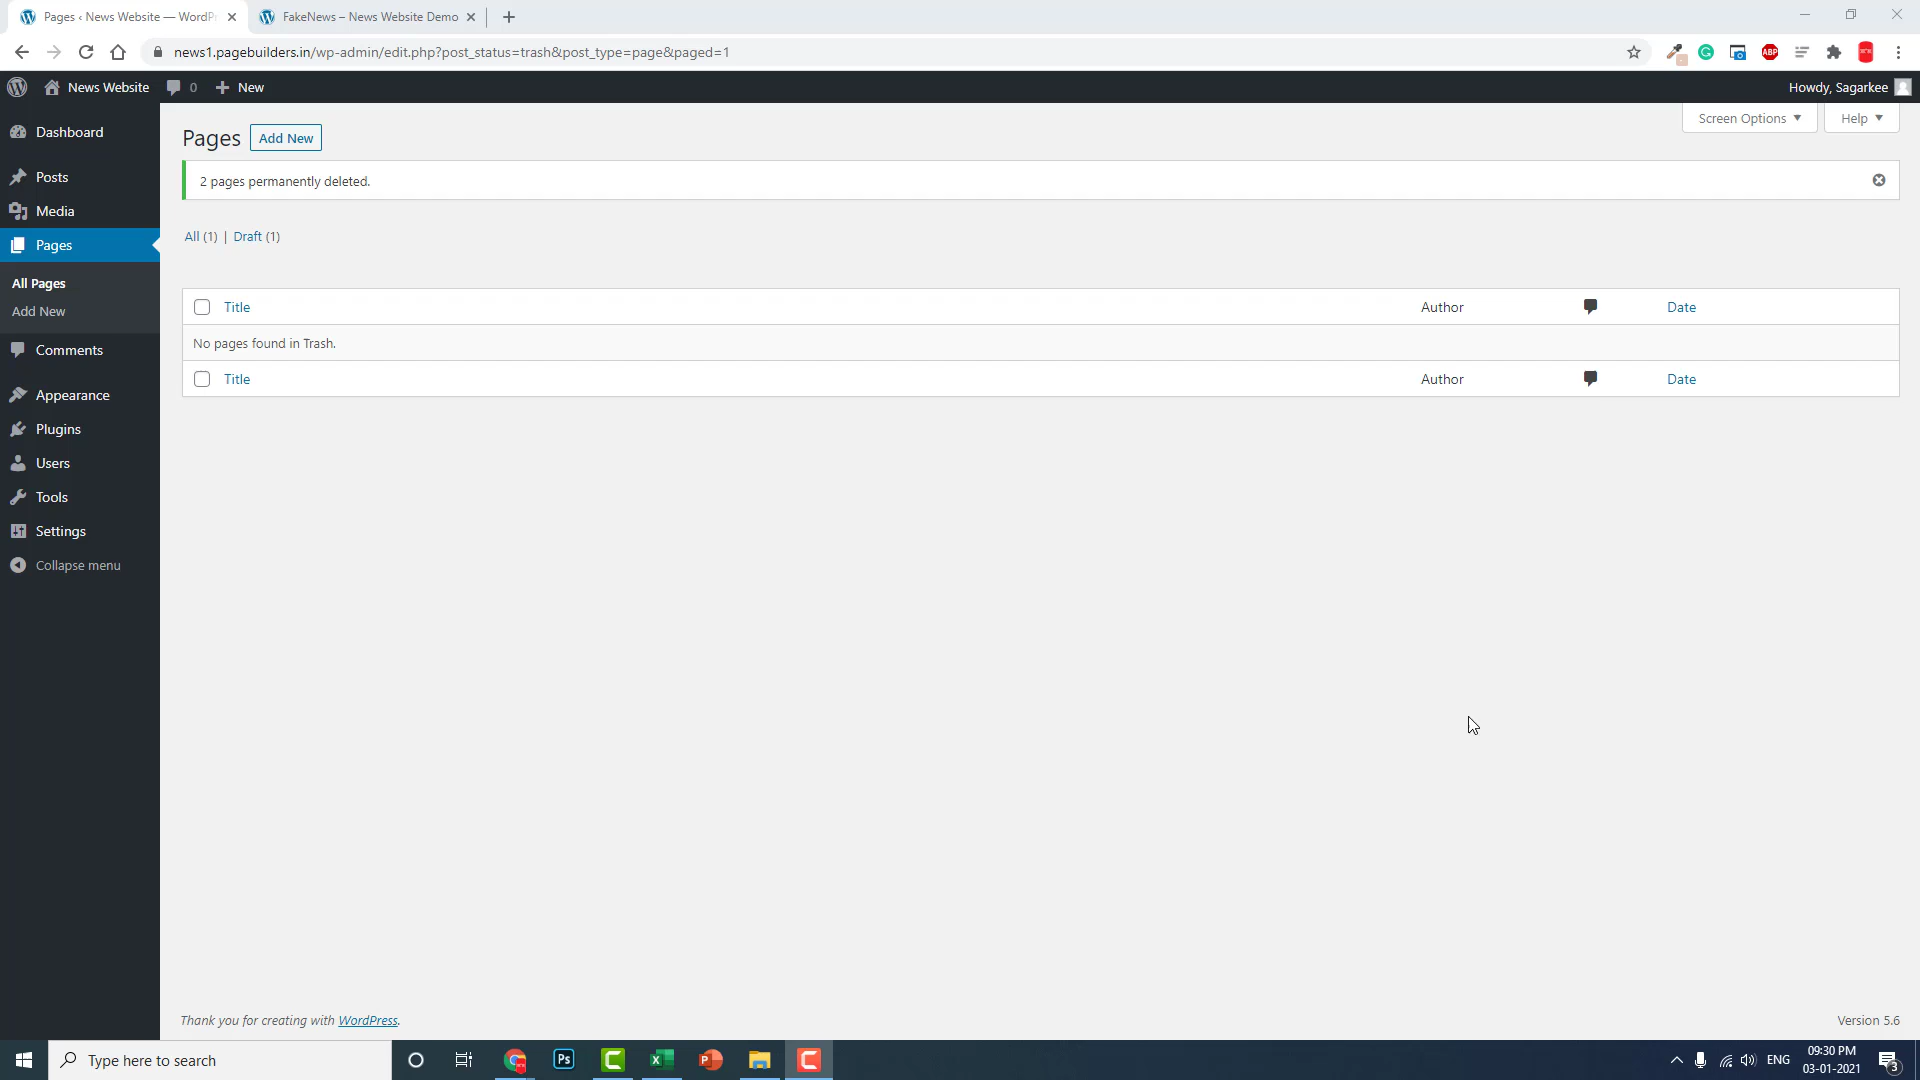 Pages ‹ News Website — WordPr
FakeNews – News Website Demo
news1.pagebuilders.in/wp-admin/edit.php?post_status=trash&post_type=page&paged=1
ABP
News Website
0
New
Howdy, Sagarkee
Screen Options
Help
Dashboard
Posts
Media
Pages
All Pages
Add New
Comments
Appearance
Plugins
Users
Tools
Settings
Collapse menu
Pages
Add New
2 pages permanently deleted.
All (1) | Draft (1)
Title
Author
Date
No pages found in Trash.
Title
Author
Date
Thank you for creating with WordPress.
Version 5.6
Type here to search
Ps
ENG
09:30 PM
03-01-2021
3